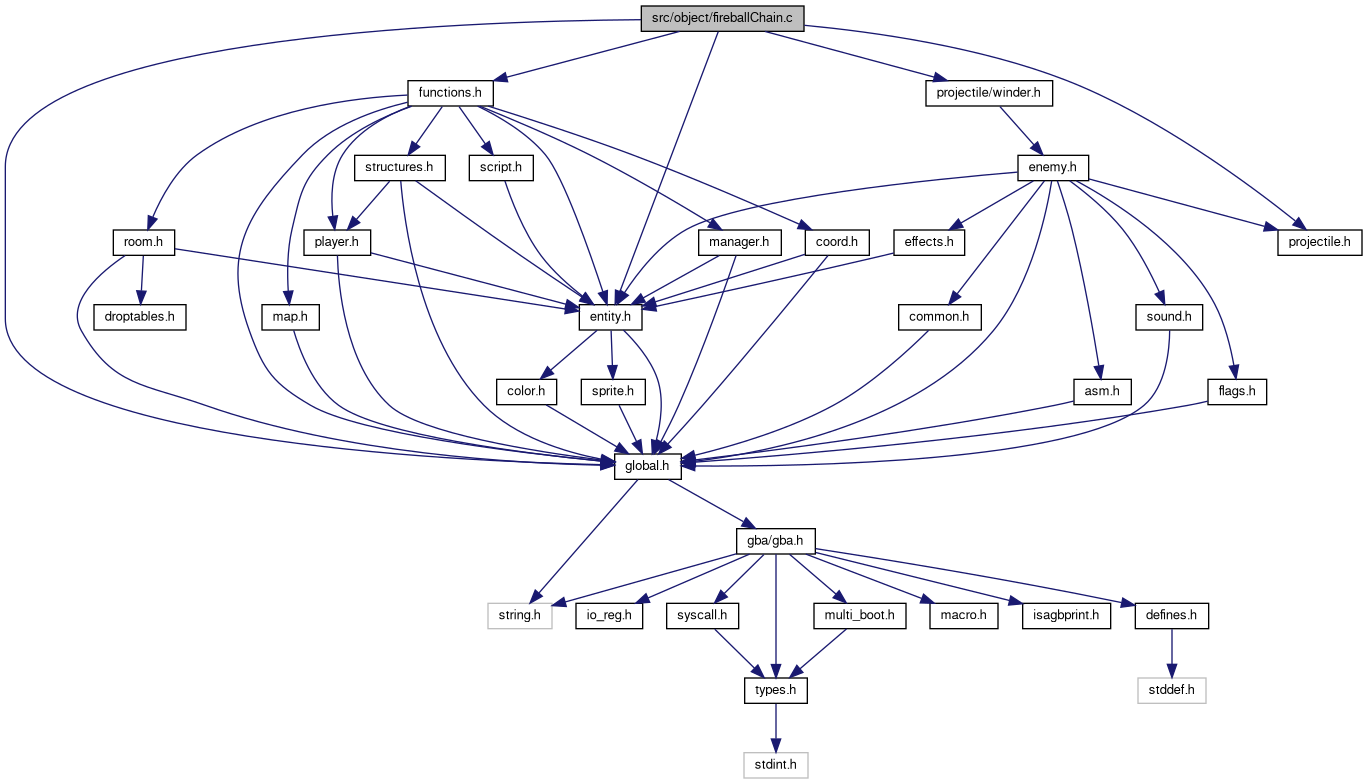 src/object/fireballChain.c
functions.h
projectile/winder.h
structures.h
script.h
enemy.h
room.h
player.h
manager.h
coord.h
effects.h
projectile.h
droptables.h
map.h
entity.h
common.h
sound.h
color.h
sprite.h
asm.h
flags.h
global.h
gba/gba.h
string.h
io_reg.h
syscall.h
multi_boot.h
macro.h
isagbprint.h
defines.h
types.h
stddef.h
stdint.h